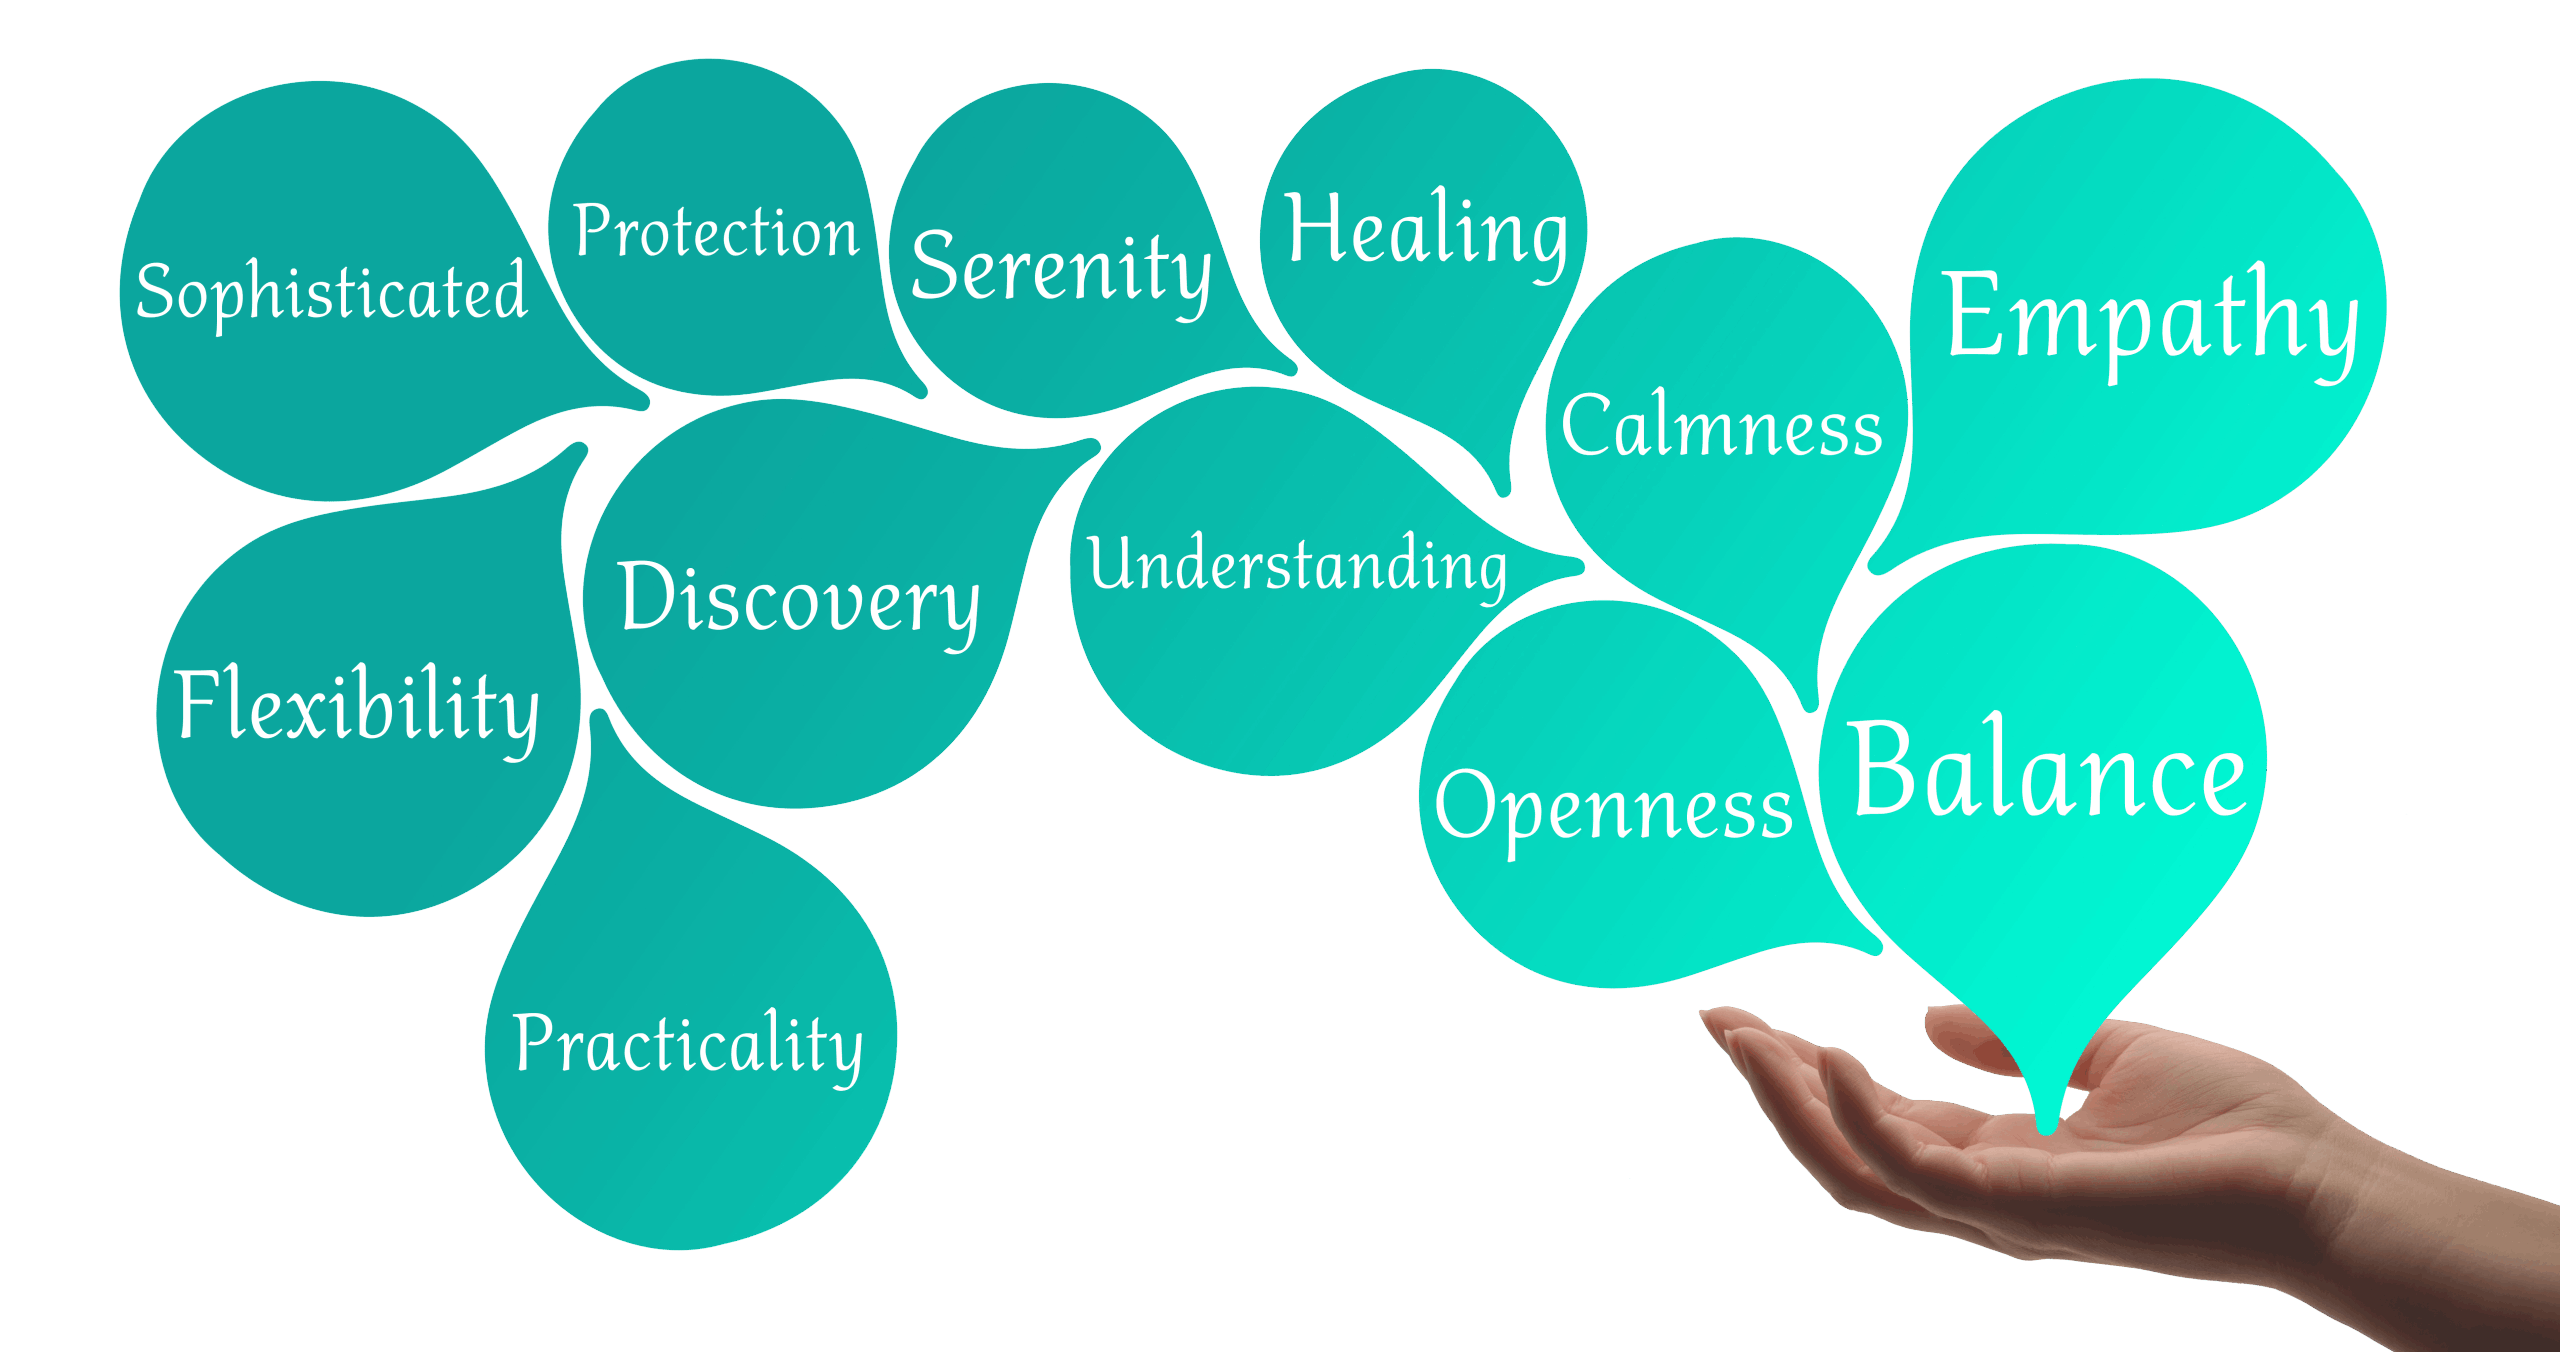 Sophisticated
Protection
Serenity
Healing
Empathy
Calmness
Flexibility
Discovery
Understanding
Openness
Balance
Practicality